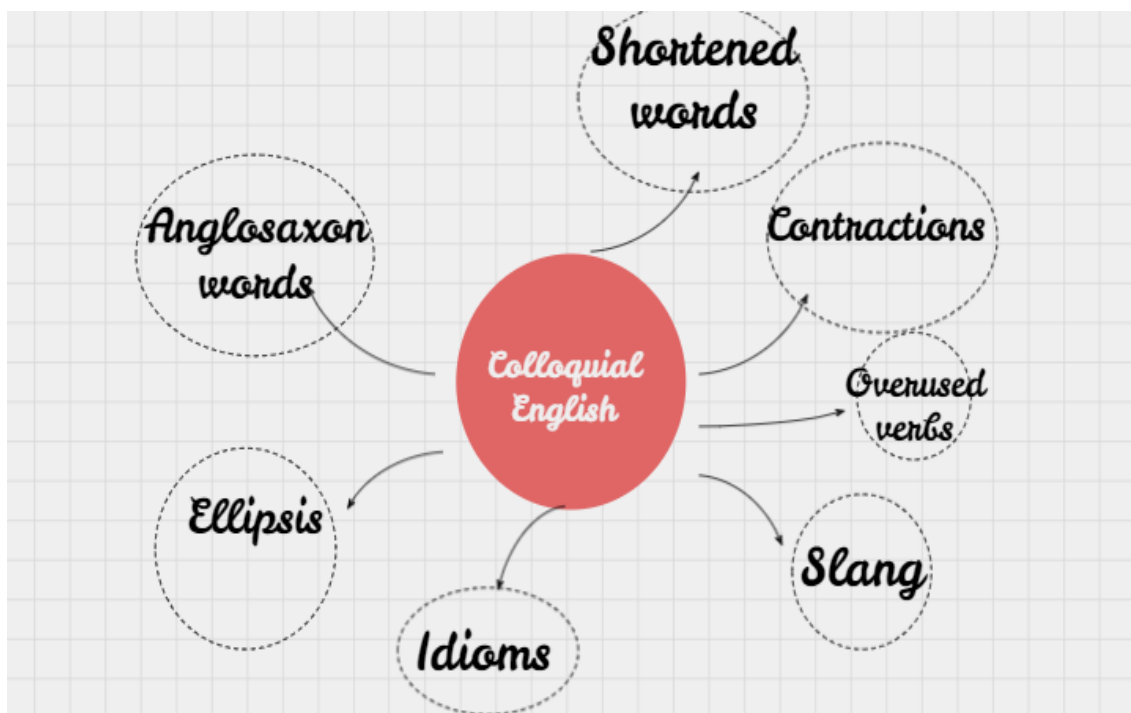 Shortened
words
Contractions
Anglosaxon
words
Colloquial
English
Overused
verbs
Ellipsis
Slang
Idioms